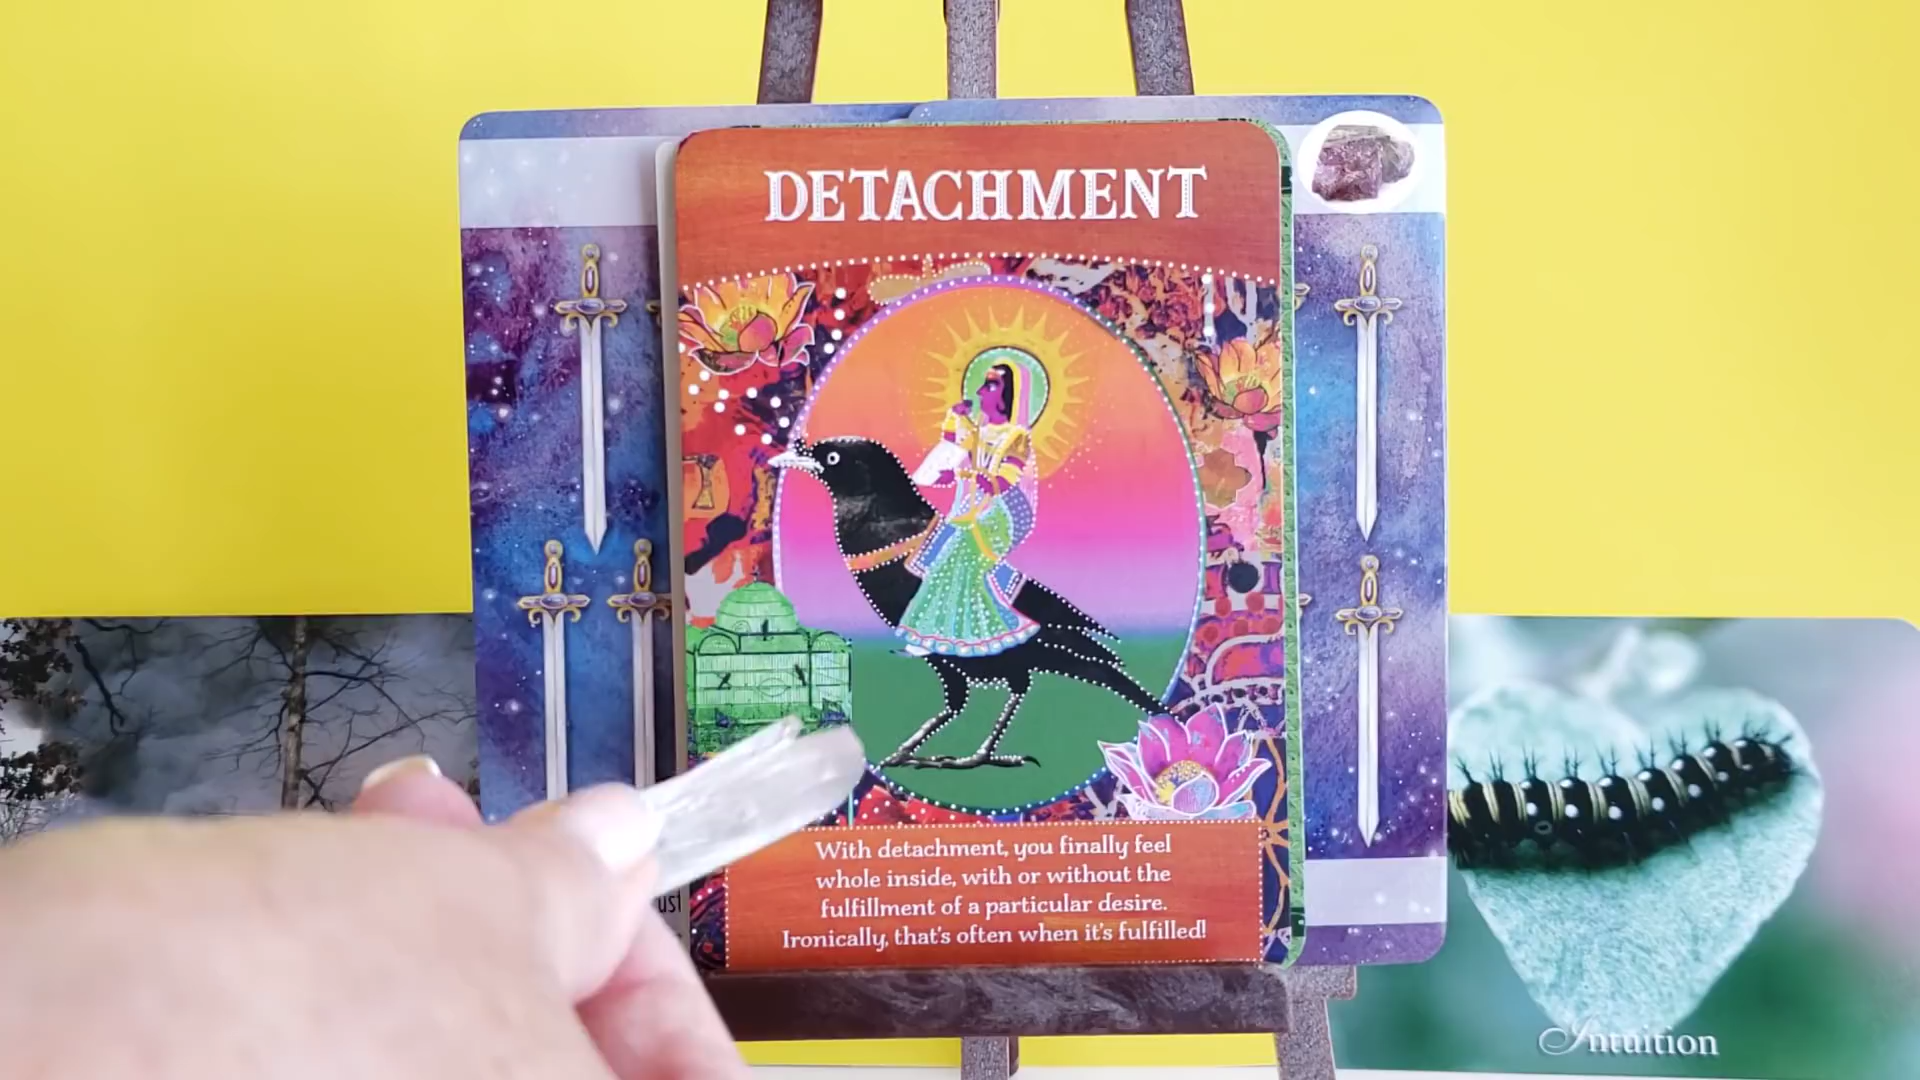 DETACHMENT
With detachment, you finally feel
whole inside, with or without the
fulfillment of a particular desire.
Ironically, that's often when it's fulfilled!
ust
Intuition